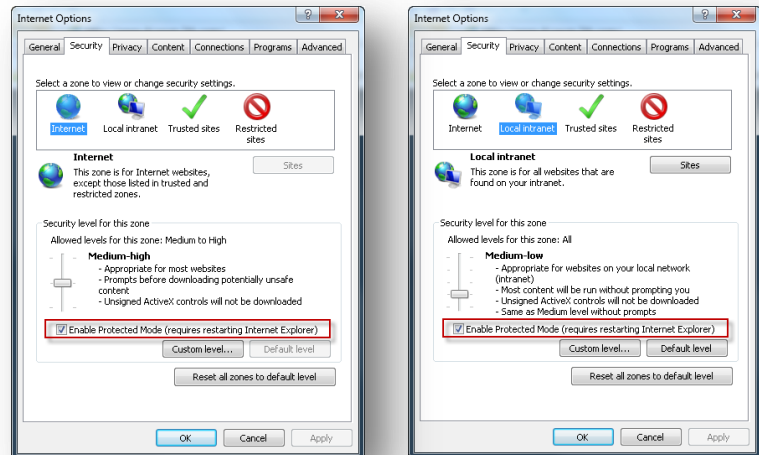 Internet Options
General Security Privacy Content Connections Programs Advanced
Select a zone to view or change security settings.
Internet Local intranet Trusted sites Restricted
sites
Internet
This zone is for Internet websites,
except those listed in trusted and
restricted zones.
Sites
Security level for this zone
Allowed levels for this zone: Medium to High
Medium-high
- Appropriate for most websites
- Prompts before downloading potentially unsafe
content
- Unsigned ActiveX controls will not be downloaded
Enable Protected Mode (requires restarting Internet Explorer)
Custom level... Default level
Reset all zones to default level
OK Cancel Apply
Internet Options
General Security Privacy Content Connections Programs Advanced
Select a zone to view or change security settings.
Internet Local intranet Trusted sites Restricted
sites
Local intranet
This zone is for all websites that are
found on your intranet.
Sites
Security level for this zone
Allowed levels for this zone: All
Medium-low
- Appropriate for websites on your local network
(intranet)
- Most content will be run without prompting you
- Unsigned ActiveX controls will not be downloaded
- Same as Medium level without prompts
Enable Protected Mode (requires restarting Internet Explorer)
Custom level... Default level
Reset all zones to default level
OK Cancel Apply